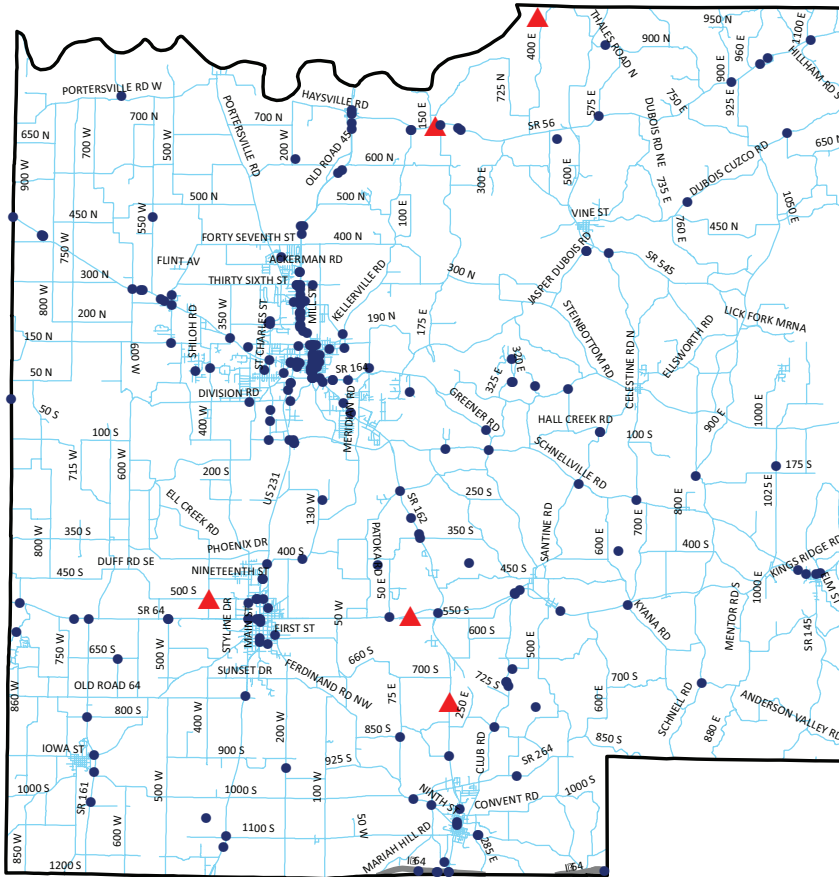 THALES ROAD N
950 N
1100 E
400 E
900 N
960 E
HILLHAM RD S
PORTERSVILLE RD W
725 N
900 E
925 E
HAYSVILLE RD
750 E
700 N
PORTERSVILLE RD
700 N
150 E
575 E
DUBOIS RD NE
650 N
700 W
500 W
200 W
OLD ROAD 45
SR 56
650 N
900 W
600 N
300 E
500 E
735 E
DUBOIS CUZCO RD
500 N
500 N
1050 E
450 N
550 W
100 E
VINE ST
760 E
450 N
750 W
FORTY SEVENTH ST
400 N
FLINT AV
ACKERMAN RD
KELLERVILLE RD
JASPER DUBOIS RD
SR 545
300 N
THIRTY SIXTH ST
300 N
800 W
MILL ST
STEINBOTTOM RD
200 N
190 N
175 E
LICK FORK MRNA
150 N
SHILOH RD
350 W
ST CHARLES ST
CELESTINE RD N
ELLSWORTH RD
600 W
320 E
50 N
SR 164
325 E
DIVISION RD
MERIDIAN RD
GREENER RD
50 S
400 W
HALL CREEK RD
1000 E
100 S
100 S
900 E
715 W
600 W
200 S
US 231
SCHNELLVILLE RD
175 S
ELL CREEK RD
130 W
250 S
800 E
1025 E
SR 162
700 E
350 S
350 S
800 W
PHOENIX DR
PATOKA RD
SANTINE RD
600 E
400 S
DUFF RD SE
400 S
KINGS RIDGE RD
450 S
NINETEENTH ST
450 S
500 S
50 E
1000 E
ELM ST
SR 64
STYLINE DR
MAIN ST
50 W
550 S
KYANA RD
MENTOR RD S
FIRST ST
600 S
750 W
650 S
500 W
660 S
500 E
SR 145
SUNSET DR
FERDINAND RD NW
700 S
725 S
700 S
860 W
OLD ROAD 64
75 E
250 E
600 E
SCHNELL RD
ANDERSON VALLEY RD
800 S
400 W
200 W
880 E
850 S
850 S
IOWA ST
900 S
925 S
CLUB RD
SR 264
1000 S
SR 161
500 W
1000 S
100 W
1000 S
NINTH ST
CONVENT RD
850 W
600 W
1100 S
50 W
MARIAH HILL RD
285 E
1200 S